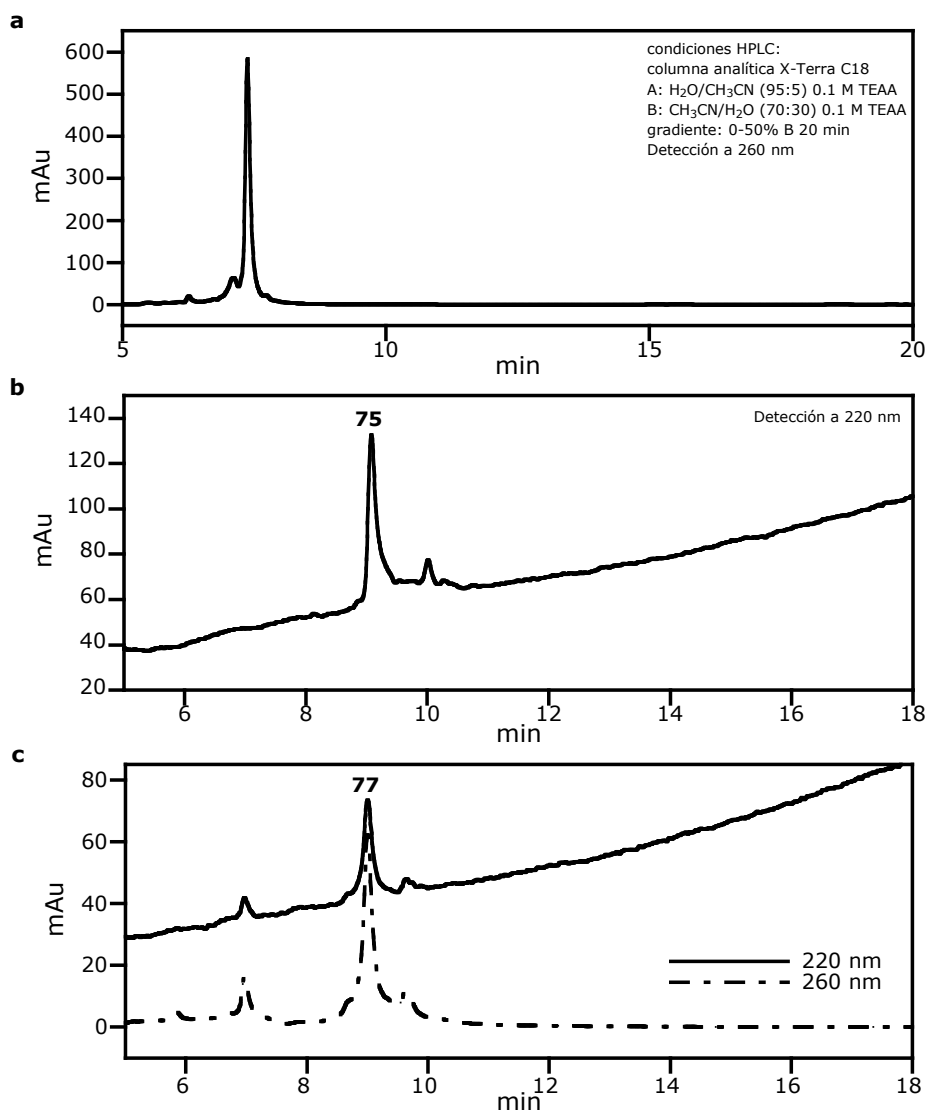 a
600
500
400
300
200
100
0
mAu
condiciones HPLC:
columna analítica X-Terra C18
A: H₂O/CH₃CN (95:5) 0.1 M TEAA
B: CH₃CN/H₂O (70:30) 0.1 M TEAA
gradiente: 0-50% B 20 min
Detección a 260 nm
5 10 15 20
min
b
140
120
100
80
60
40
20
mAu
75
Detección a 220 nm
6 8 10 12 14 16 18
min
c
80
60
40
20
0
mAu
77
220 nm
260 nm
6 8 10 12 14 16 18
min